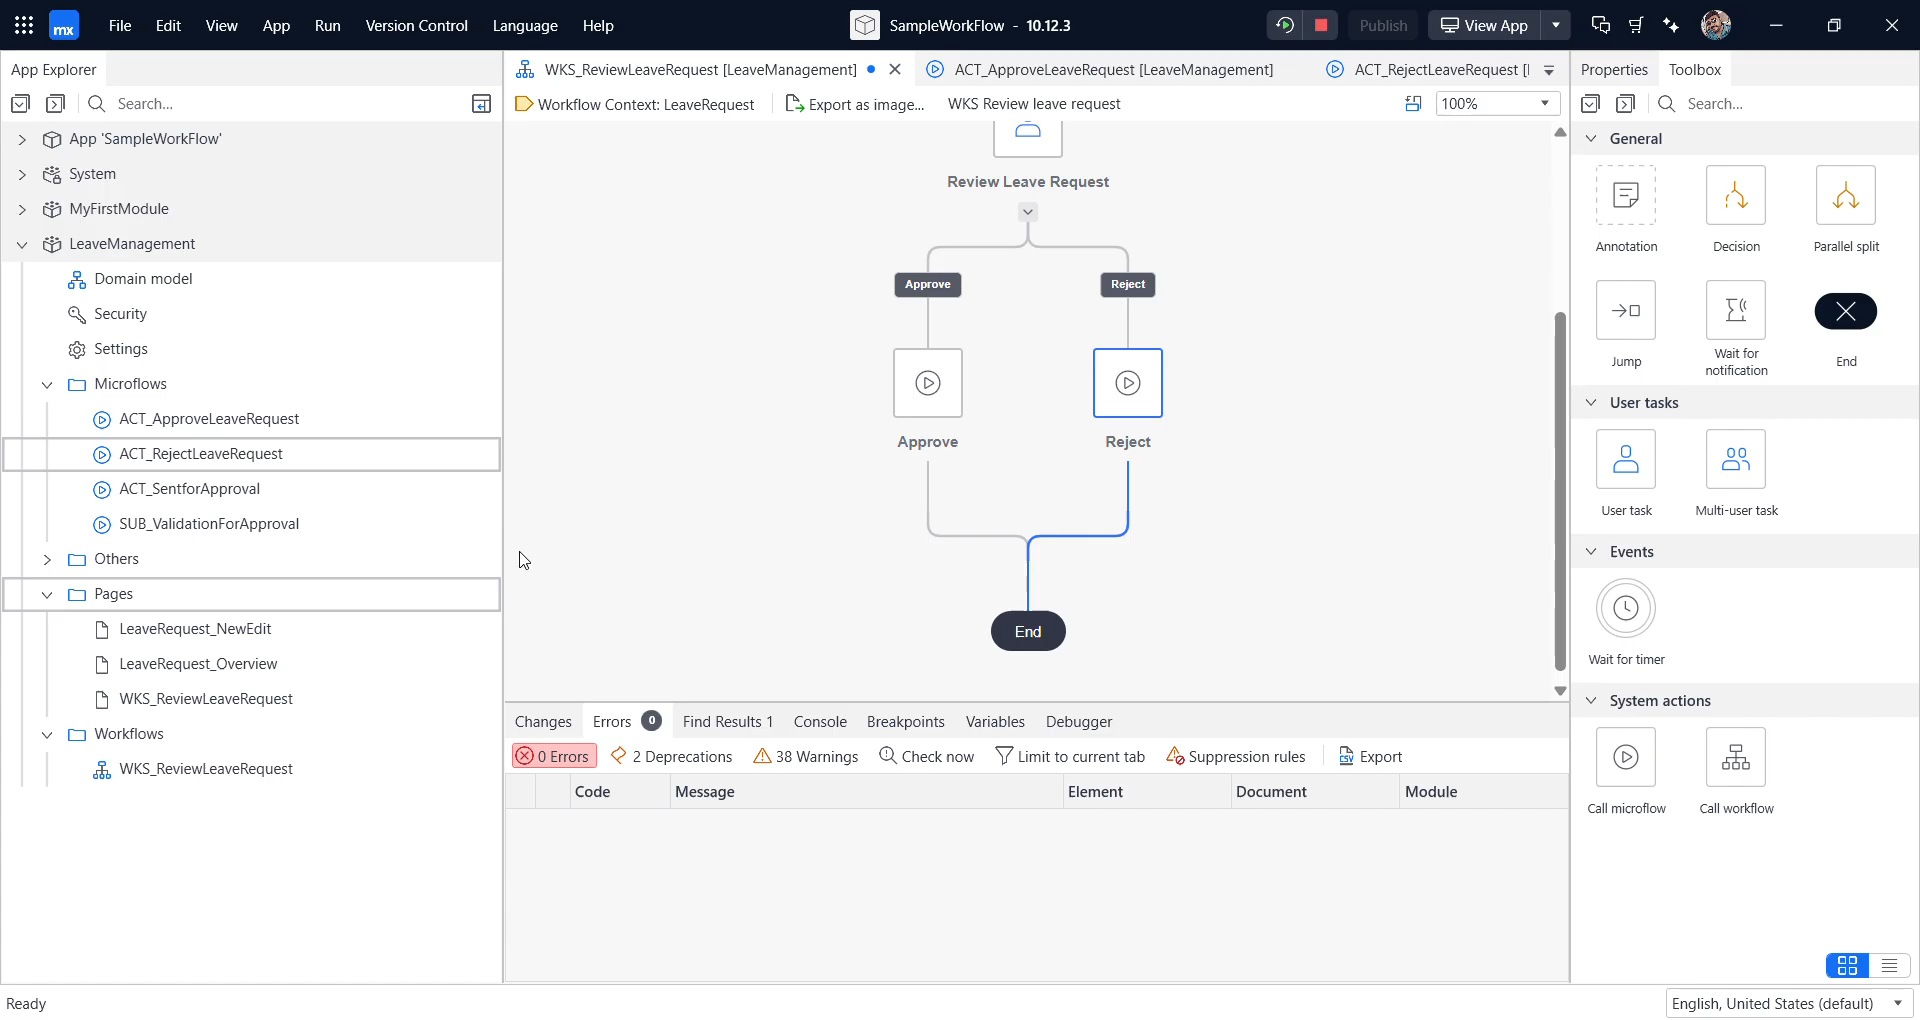 mx File Edit View App Run Version Control Language Help
SampleWorkFlow - 10.12.3
Publish View App
App Explorer
Search...
App 'SampleWorkFlow'
System
MyFirstModule
LeaveManagement
Domain model
Security
Settings
Microflows
ACT_ApproveLeaveRequest
ACT_RejectLeaveRequest
ACT_SentforApproval
SUB_ValidationForApproval
Others
Pages
LeaveRequest_NewEdit
LeaveRequest_Overview
WKS_ReviewLeaveRequest
Workflows
WKS_ReviewLeaveRequest
WKS_ReviewLeaveRequest [LeaveManagement] ACT_ApproveLeaveRequest [LeaveManagement] ACT_RejectLeaveRequest [
Workflow Context: LeaveRequest Export as image... WKS Review leave request 100%
Review Leave Request
Approve Reject
Approve Reject
End
Changes Errors 0 Find Results 1 Console Breakpoints Variables Debugger
0 Errors 2 Deprecations 38 Warnings Check now Limit to current tab Suppression rules CSV Export
Code Message Element Document Module
Properties Toolbox
Search...
General
Annotation Decision Parallel split
Jump Wait for notification End
User tasks
User task Multi-user task
Events
Wait for timer
System actions
Call microflow Call workflow
Ready English, United States (default)